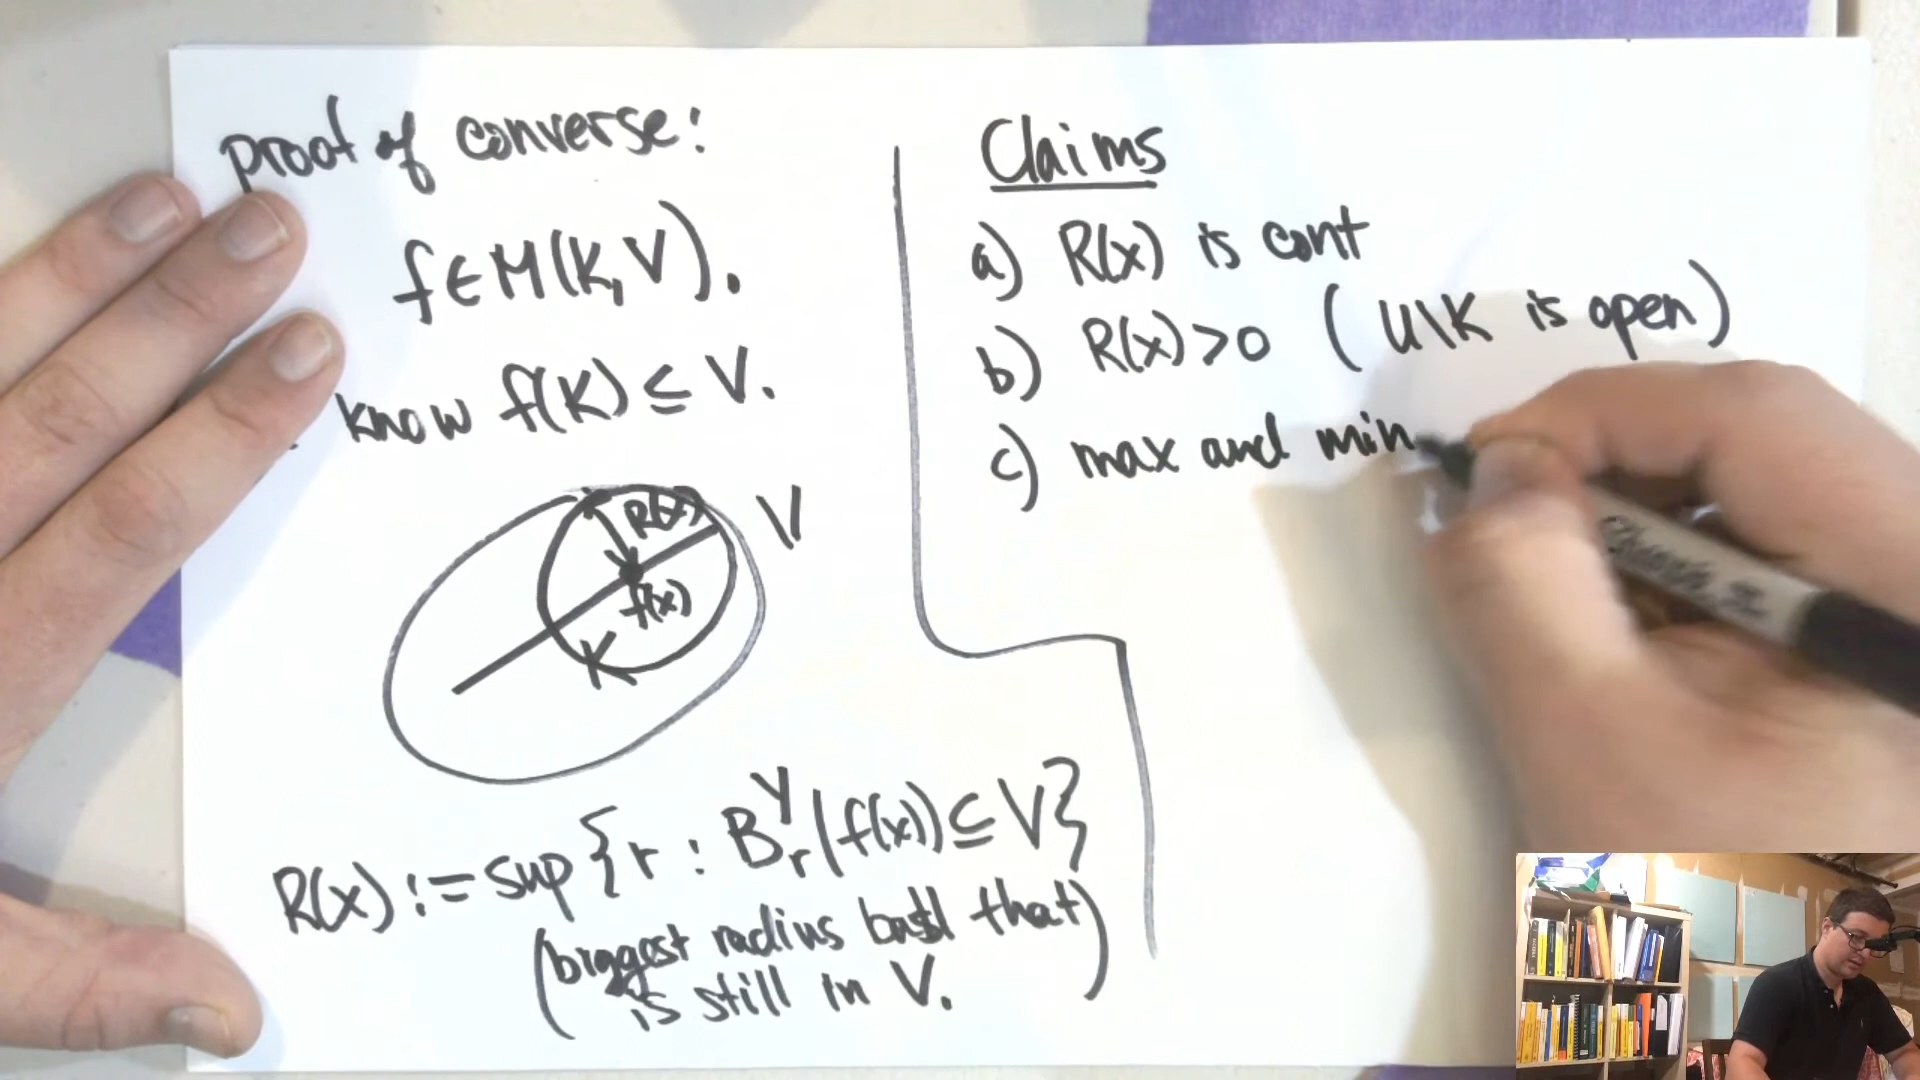 proof of converse:
f ∈ M(K, V).
know f(K) ⊆ V.
R(x)
V
f(x)
K
R(x) := sup { r : B_r^Y (f(x)) ⊆ V }
(biggest radius ball that
is still in V.)
Claims
a) R(x) is cont
b) R(x) > 0 ( U\K is open)
c) max and min